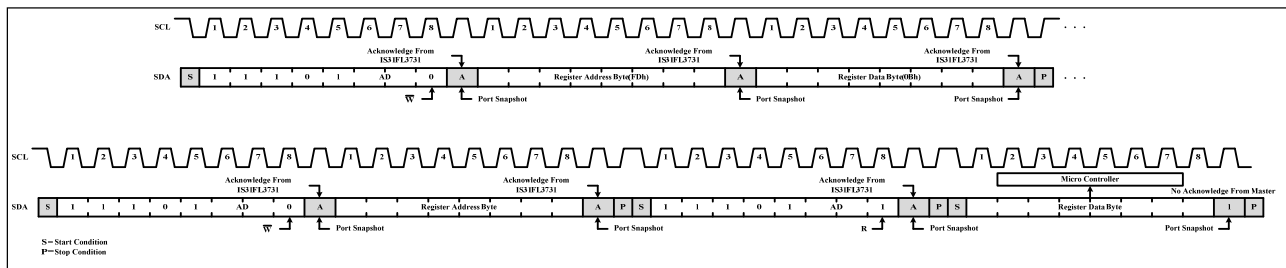 SCL 1 2 3 4 5 6 7 8 1 2 3 4 5 6 7 8 1 2 3 4 5 6 7 8 . . .
Acknowledge From Acknowledge From Acknowledge From
IS31FL3731 IS31FL3731 IS31FL3731
SDA S 1 1 1 0 1 AD 0 A Register Address Byte(FDh) A Register Data Byte(0Bh) A P . . .
W̅ Port Snapshot Port Snapshot Port Snapshot
SCL 1 2 3 4 5 6 7 8 1 2 3 4 5 6 7 8 1 2 3 4 5 6 7 8 1 2 3 4 5 6 7 8
Micro Controller
Acknowledge From Acknowledge From Acknowledge From No Acknowledge From Master
IS31FL3731 IS31FL3731 IS31FL3731
SDA S 1 1 1 0 1 AD 0 A Register Address Byte A P S 1 1 1 0 1 AD 1 A P S Register Data Byte 1 P
W̅ Port Snapshot Port Snapshot R Port Snapshot Port Snapshot
S=Start Condition
P=Stop Condition